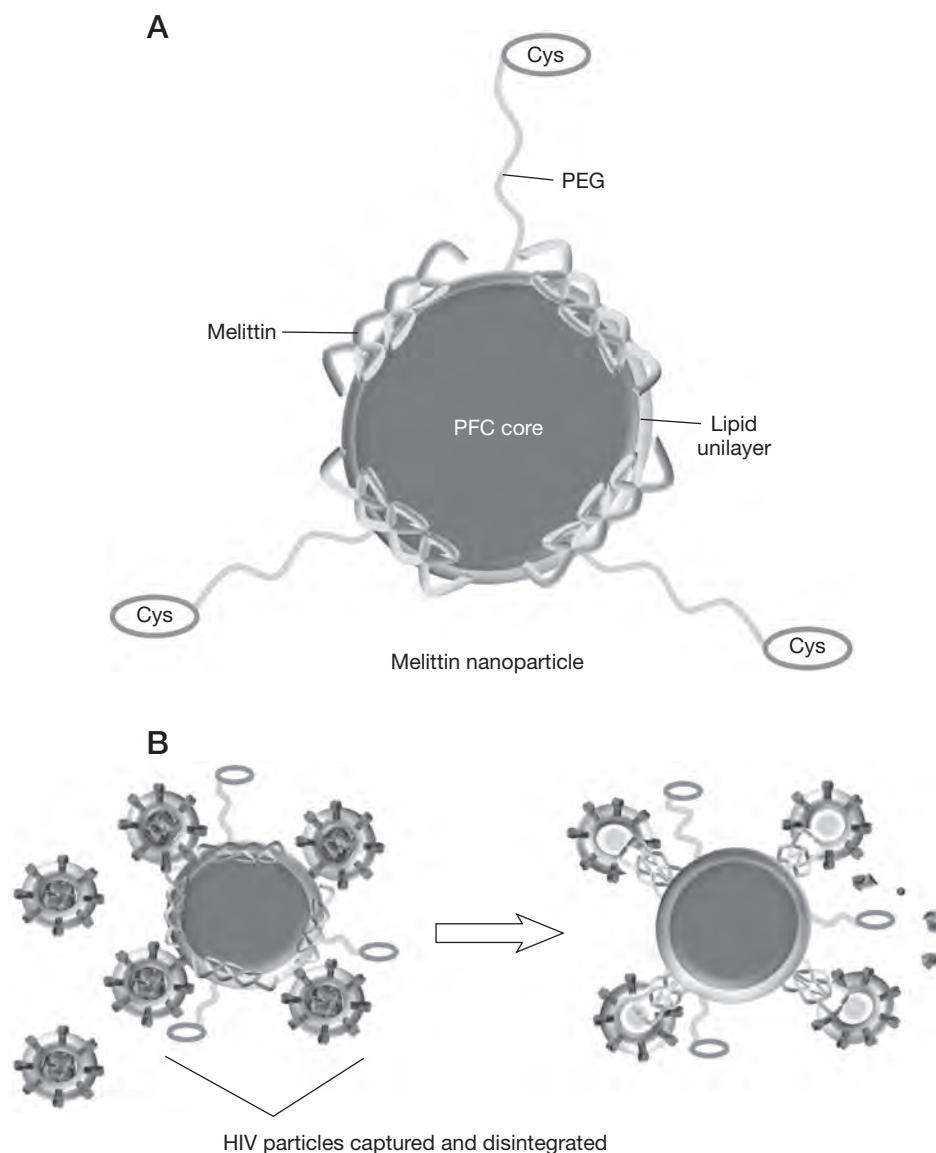 A
Cys
PEG
Melittin
PFC core
Lipid
unilayer
Cys
Cys
Melittin nanoparticle
B
HIV particles captured and disintegrated